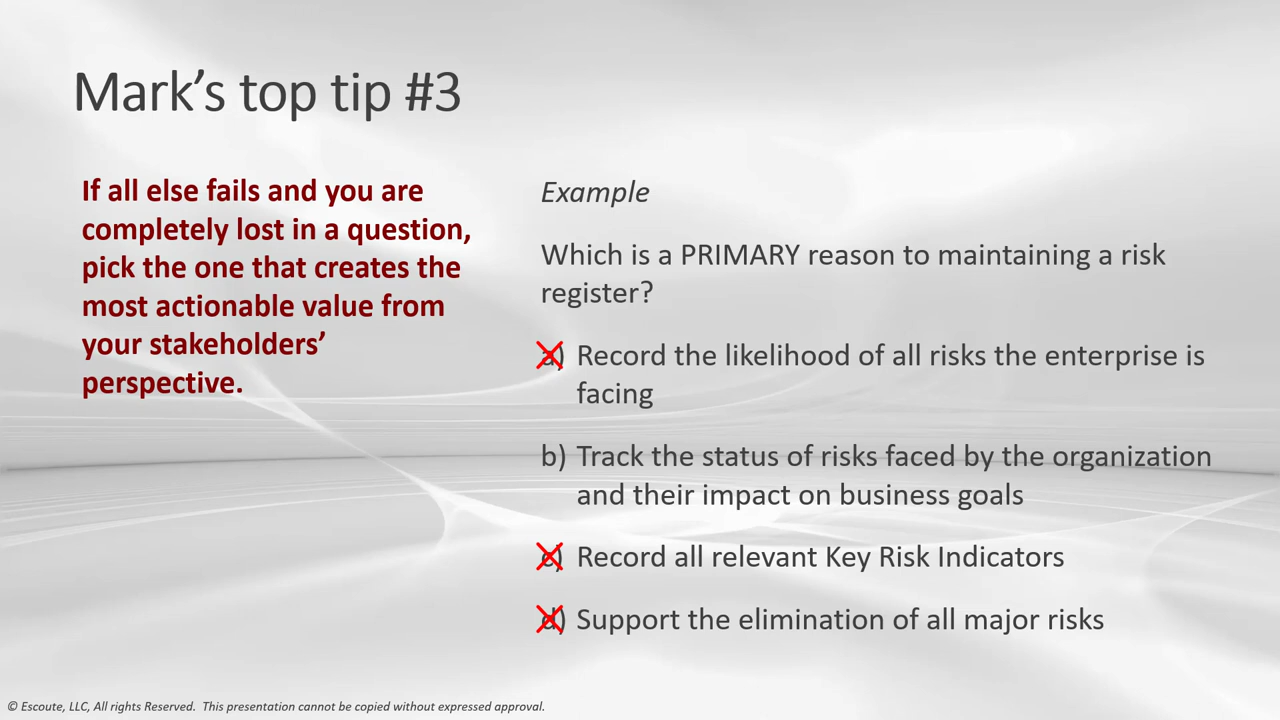 Mark’s top tip #3
If all else fails and you are
completely lost in a question,
pick the one that creates the
most actionable value from
your stakeholders’
perspective.
Example
Which is a PRIMARY reason to maintaining a risk
register?
a) Record the likelihood of all risks the enterprise is
facing
b) Track the status of risks faced by the organization
and their impact on business goals
c) Record all relevant Key Risk Indicators
d) Support the elimination of all major risks
© Escoute, LLC, All rights Reserved. This presentation cannot be copied without expressed approval.